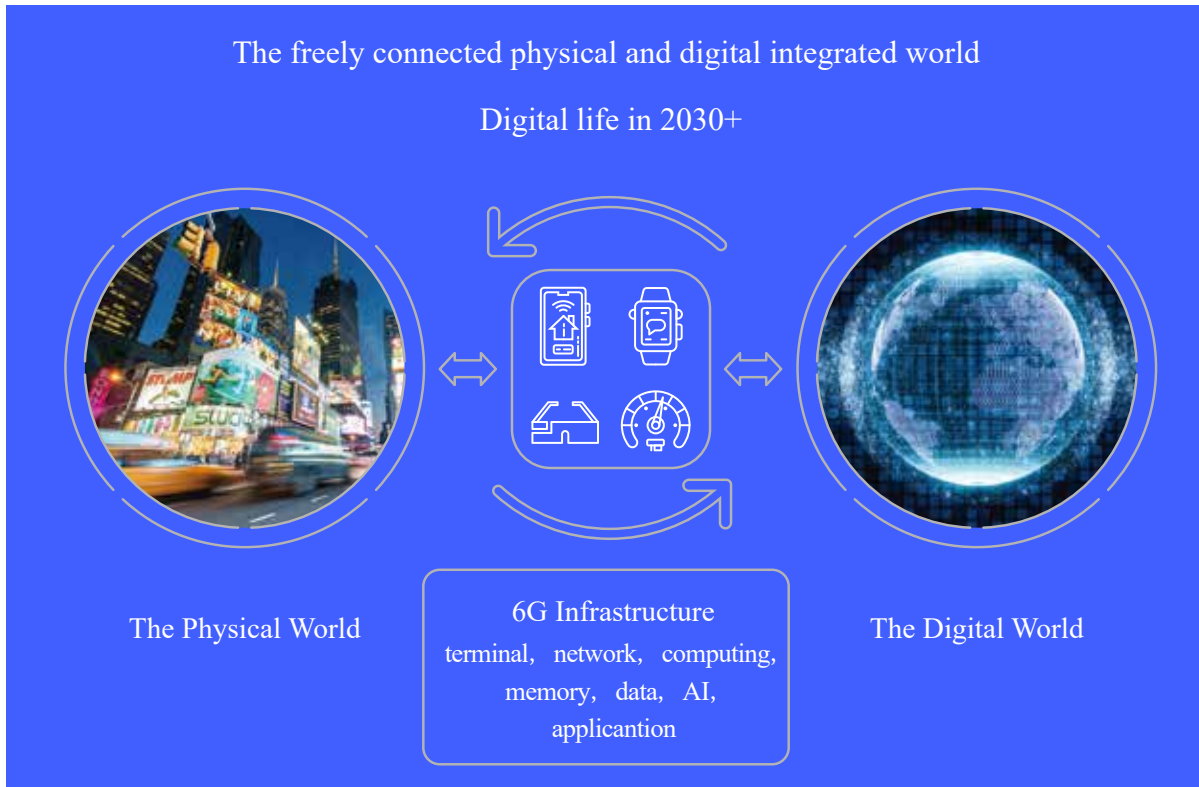 The freely connected physical and digital integrated world
Digital life in 2030+
STOMP
The Physical World
6G Infrastructure
terminal, network, computing,
memory, data, AI,
applicantion
The Digital World